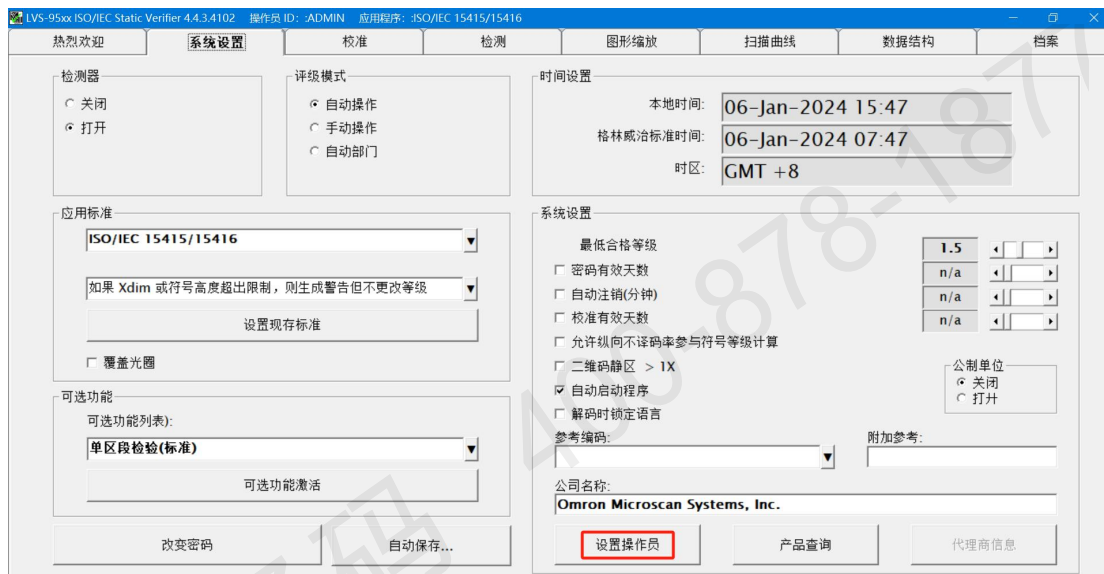 LVS-95xx ISO/IEC Static Verifier 4.4.3.4102 操作员 ID: :ADMIN 应用程序: :ISO/IEC 15415/15416
热烈欢迎 系统设置 校准 检测 图形缩放 扫描曲线 数据结构 档案
检测器
关闭
打开
评级模式
自动操作
手动操作
自动部门
时间设置
本地时间: 06-Jan-2024 15:47
格林威治标准时间: 06-Jan-2024 07:47
时区: GMT +8
应用标准
ISO/IEC 15415/15416
如果 Xdim 或符号高度超出限制，则生成警告但不更改等级
设置现存标准
覆盖光圈
可选功能
可选功能列表):
单区段检验(标准)
可选功能激活
改变密码
自动保存...
系统设置
最低合格等级 1.5
密码有效天数 n/a
自动注销(分钟) n/a
校准有效天数 n/a
允许纵向不译码率参与符号等级计算
二维码静区 > 1X
自动启动程序
解码时锁定语言
公制单位
关闭
打开
参考编码:
附加参考:
公司名称:
Omron Microscan Systems, Inc.
设置操作员
产品查询
代理商信息
400-878-1877
码